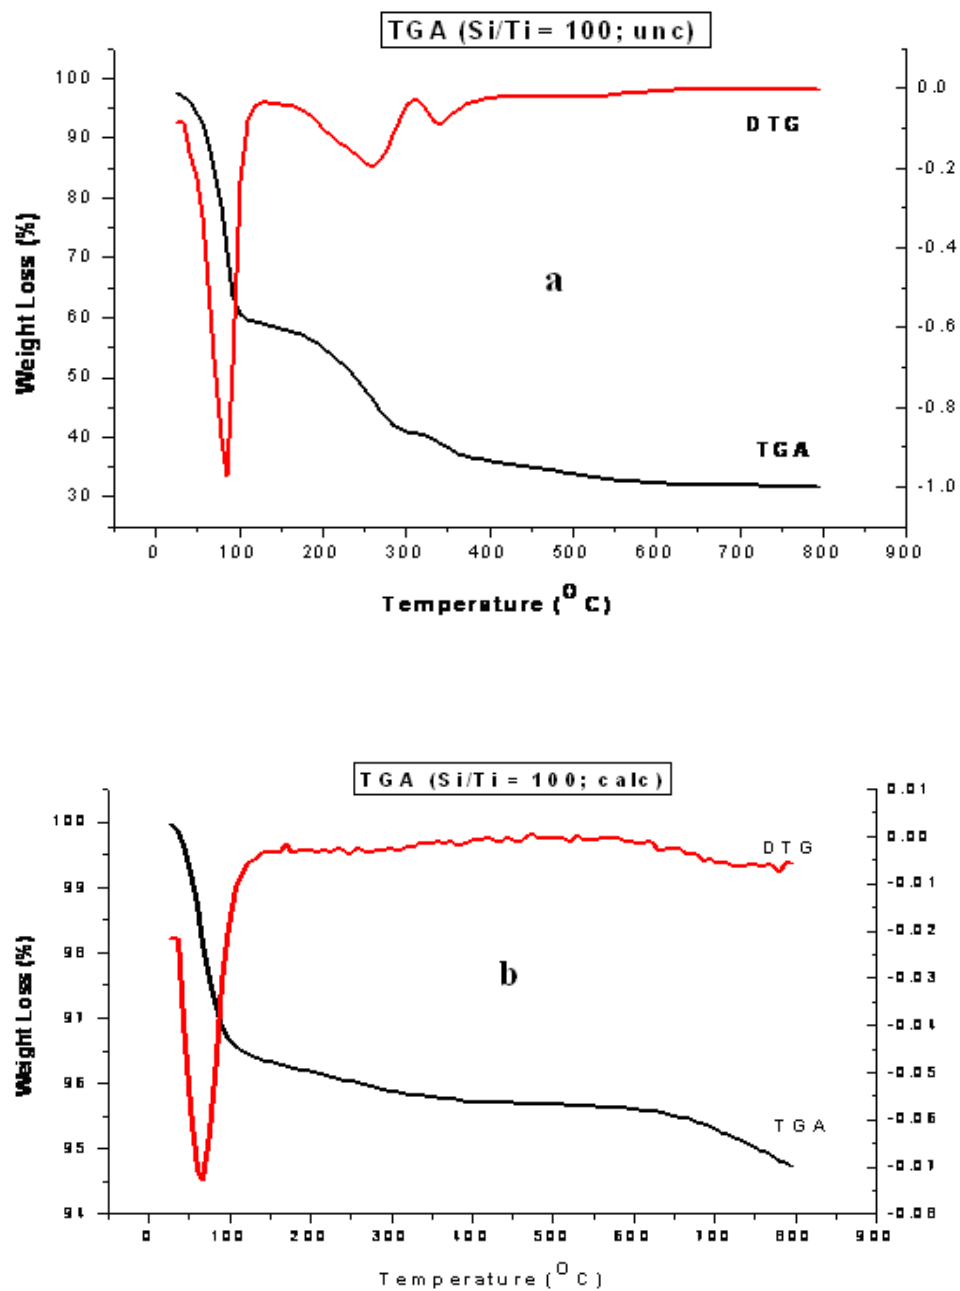 TGA (Si/Ti = 100; unc)
100
90
80
70
60
50
40
30
0.0
-0.2
-0.4
-0.6
-0.8
-1.0
DTG
a
TGA
Weight Loss (%)
0 100 200 300 400 500 600 700 800 900
Temperature (O C)
TGA (Si/Ti = 100; calc)
100
99
98
97
96
95
94
0.01
0.00
-0.01
-0.02
-0.03
-0.04
-0.05
-0.06
-0.07
-0.08
DTG
b
TGA
Weight Loss (%)
0 100 200 300 400 500 600 700 800 900
Temperature (O C)